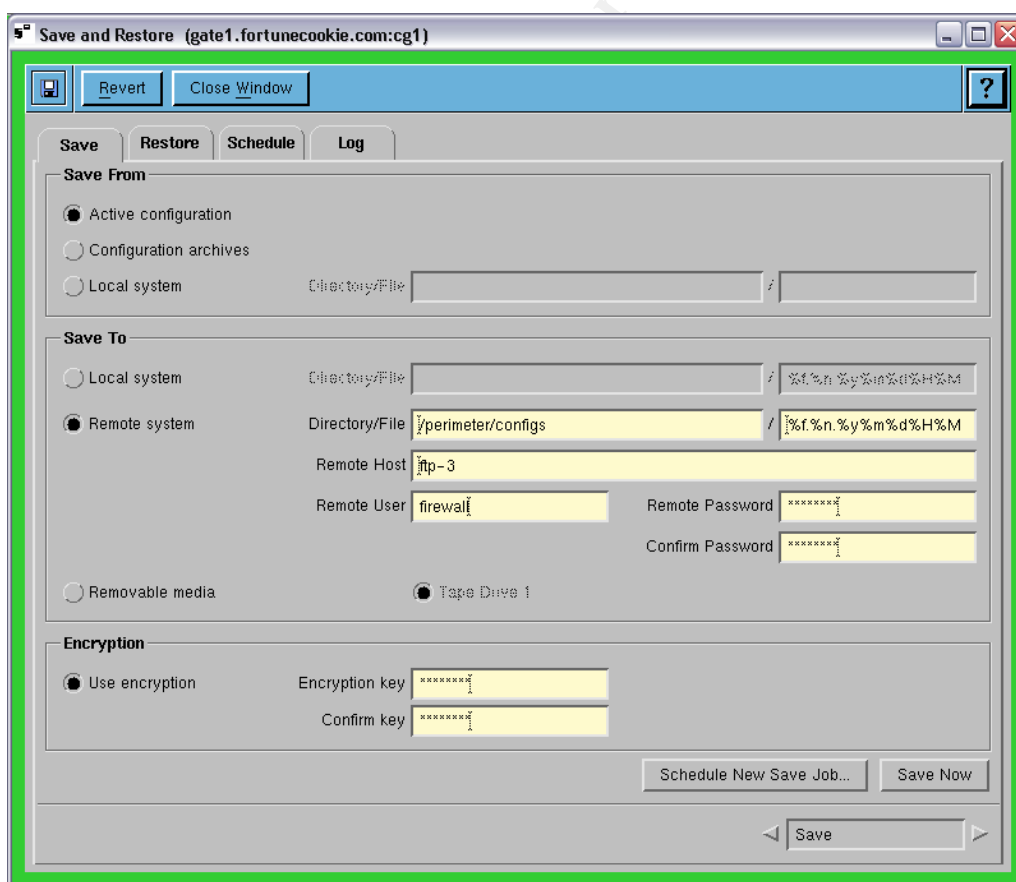 Save and Restore (gate1.fortunecookie.com:cg1)
Revert Close Window ?
Save Restore Schedule Log
Save From
Active configuration
Configuration archives
Local system Directory/File /
Save To
Local system Directory/File / %f.%n.%y%m%d%H%M
Remote system Directory/File /perimeter/configs / %f.%n.%y%m%d%H%M
Remote Host ftp-3
Remote User firewall Remote Password ********
Confirm Password ********
Removable media Tape Drive 1
Encryption
Use encryption Encryption key ********
Confirm key ********
Schedule New Save Job... Save Now
Save